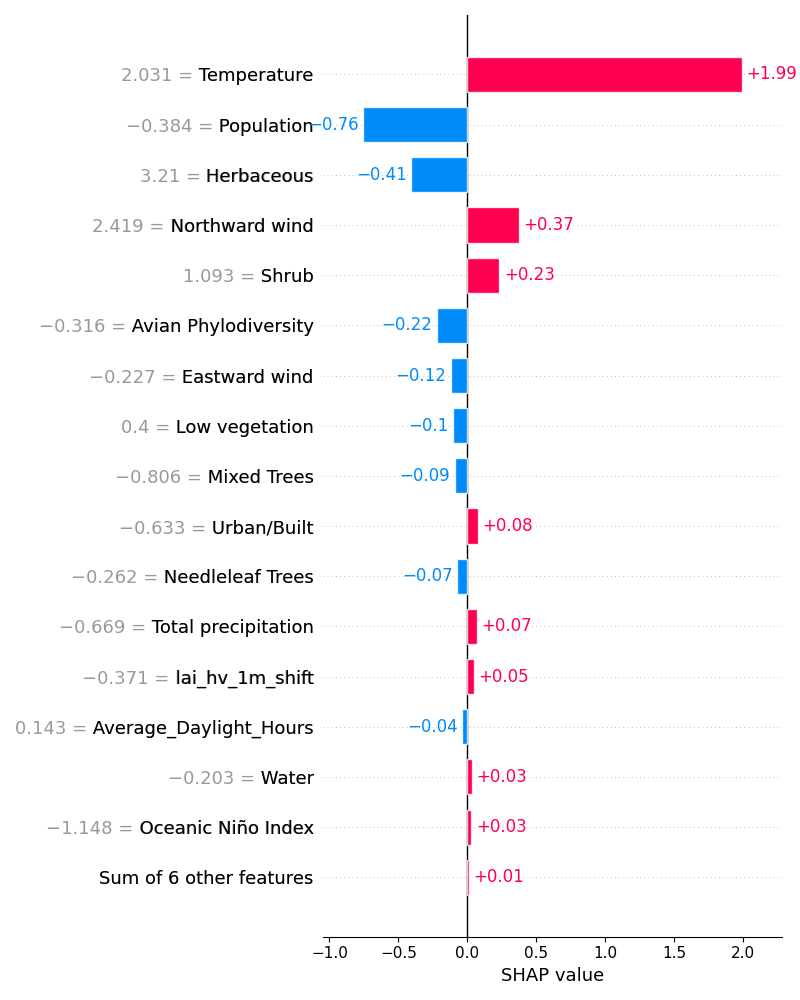 2.031 = Temperature +1.99
−0.384 = Population −0.76
3.21 = Herbaceous −0.41
2.419 = Northward wind +0.37
1.093 = Shrub +0.23
−0.316 = Avian Phylodiversity −0.22
−0.227 = Eastward wind −0.12
0.4 = Low vegetation −0.1
−0.806 = Mixed Trees −0.09
−0.633 = Urban/Built +0.08
−0.262 = Needleleaf Trees −0.07
−0.669 = Total precipitation +0.07
−0.371 = lai_hv_1m_shift +0.05
0.143 = Average_Daylight_Hours −0.04
−0.203 = Water +0.03
−1.148 = Oceanic Niño Index +0.03
Sum of 6 other features +0.01
−1.0 −0.5 0.0 0.5 1.0 1.5 2.0
SHAP value